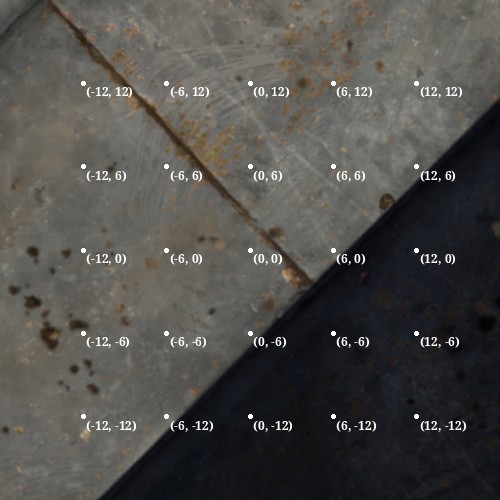 (-12, 12) (-6, 12) (0, 12) (6, 12) (12, 12)
(-12, 6) (-6, 6) (0, 6) (6, 6) (12, 6)
(-12, 0) (-6, 0) (0, 0) (6, 0) (12, 0)
(-12, -6) (-6, -6) (0, -6) (6, -6) (12, -6)
(-12, -12) (-6, -12) (0, -12) (6, -12) (12, -12)